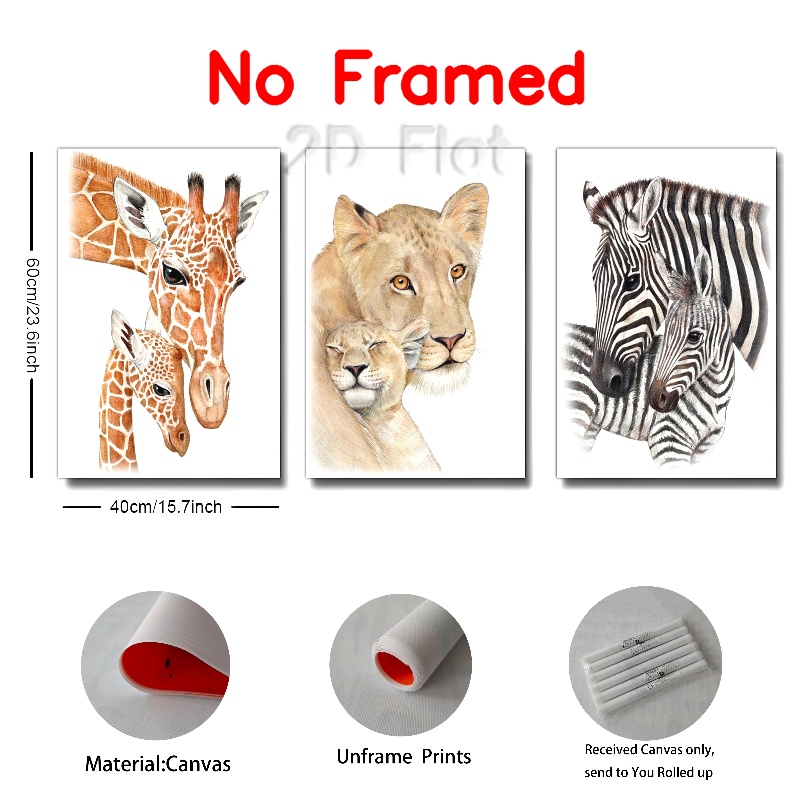 No Framed
2D Flat
60cm/23.6inch
40cm/15.7inch
Material:Canvas
Unframe Prints
Received Canvas only,
send to You Rolled up